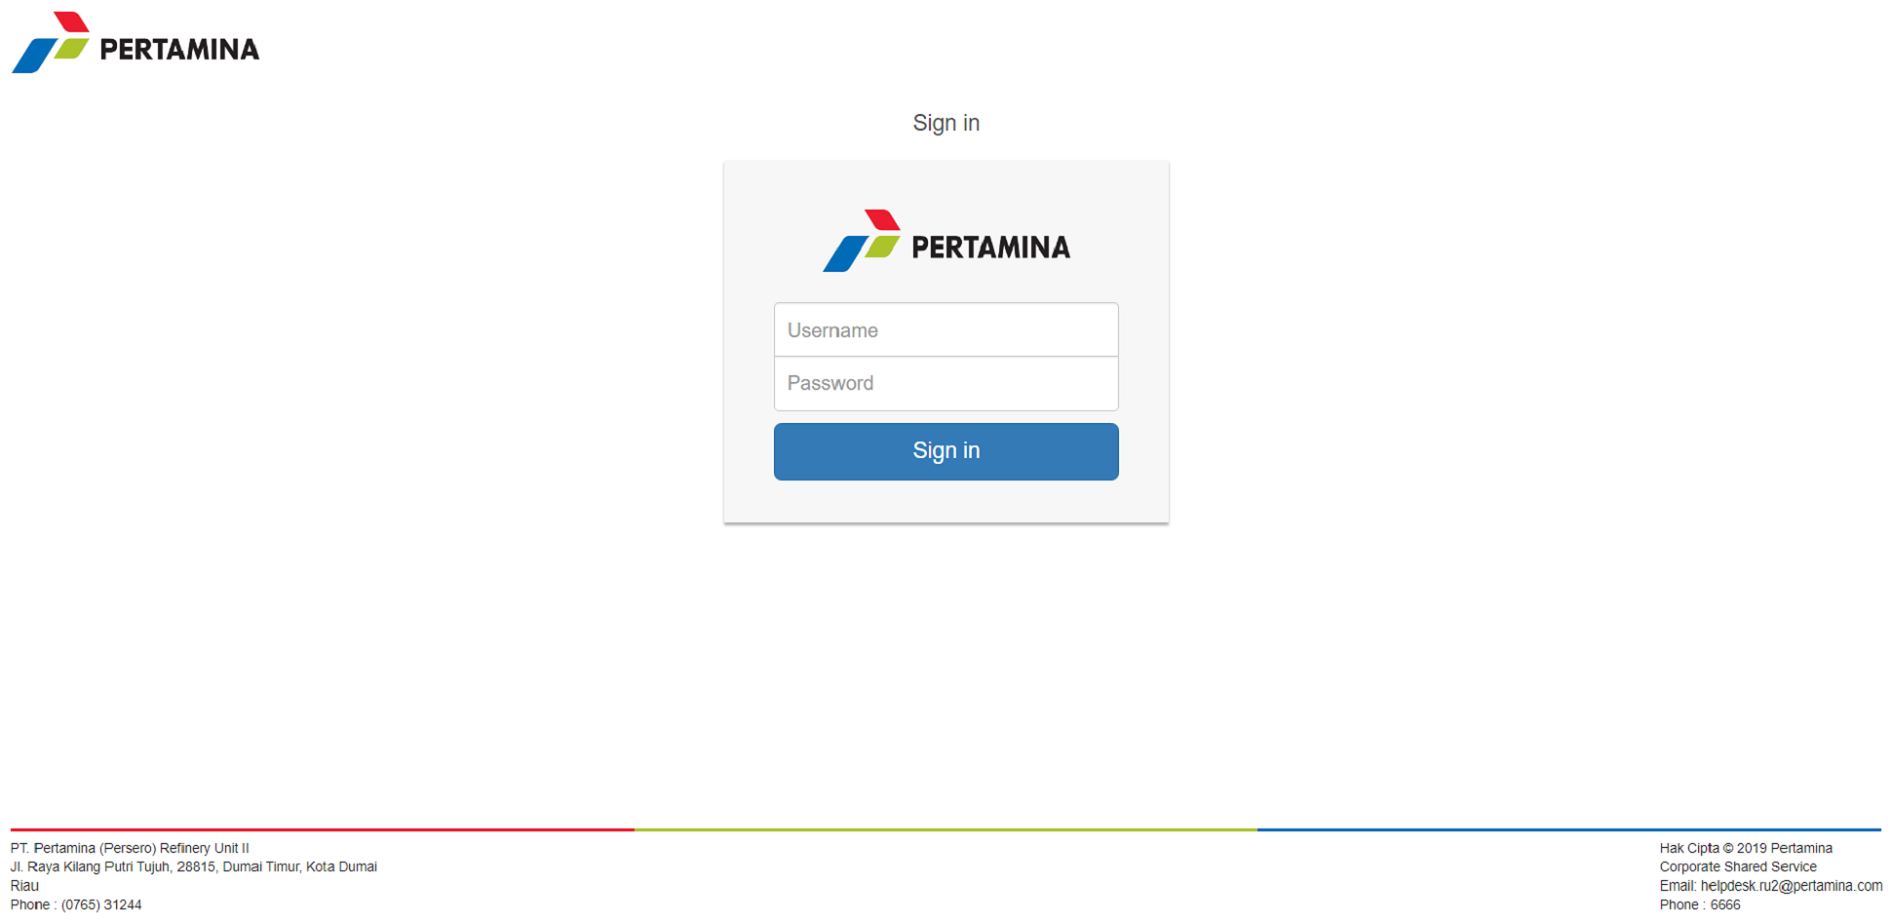 PERTAMINA
Sign in
PERTAMINA
Username
Password
Sign in
PT. Pertamina (Persero) Refinery Unit II
Jl. Raya Kilang Putri Tujuh, 28815, Dumai Timur, Kota Dumai
Riau
Phone : (0765) 31244
Hak Cipta © 2019 Pertamina
Corporate Shared Service
Email: helpdesk.ru2@pertamina.com
Phone : 6666